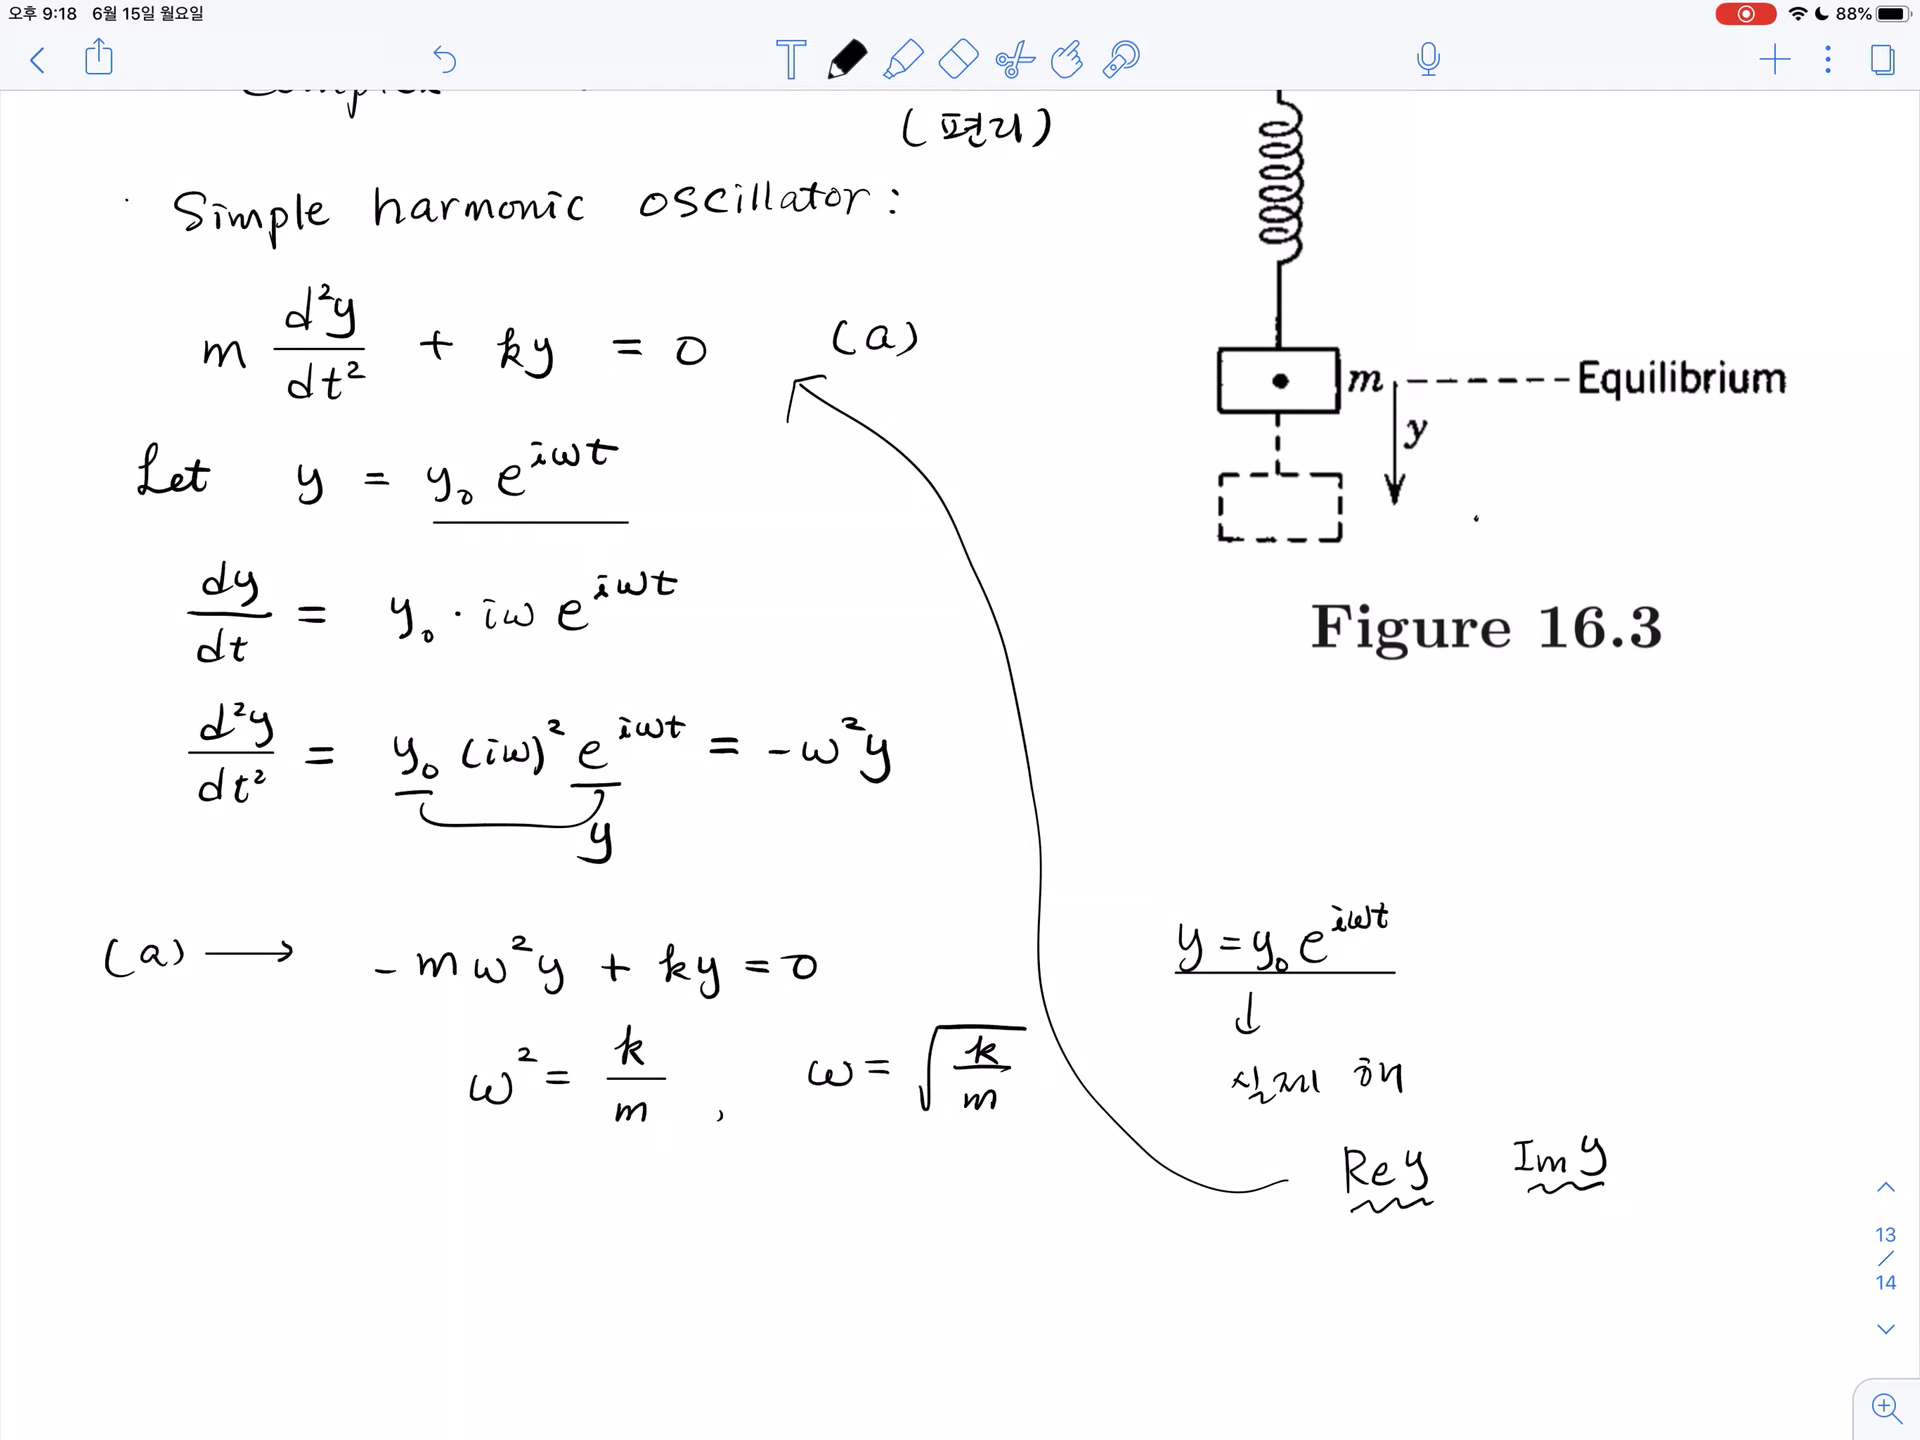 오후 9:18 6월 15일 월요일
88%
(편리)
Simple harmonic oscillator :
m d²y/dt² + ky = 0 (a)
m Equilibrium
y
Let y = y₀ e^{iωt}
Figure 16.3
dy/dt = y₀ · iω e^{iωt}
d²y/dt² = y₀ (iω)² e^{iωt} = -ω²y
y
(a) → -mω²y + ky = 0
ω² = k/m , ω = √(k/m)
y = y₀ e^{iωt}
↓
실제 해
Re y Im y
13
/
14